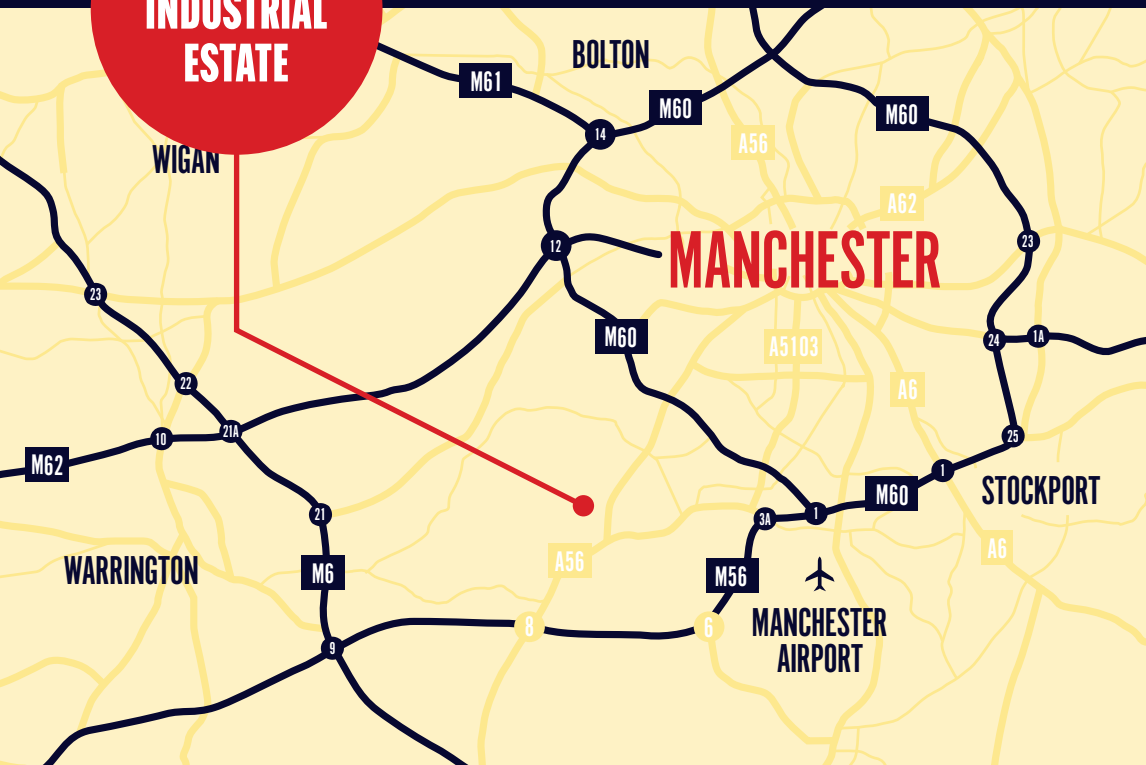 INDUSTRIAL
ESTATE
BOLTON
M61
M60
M60
14
A56
WIGAN
A62
12
MANCHESTER
23
23
M60
A5103
24
1A
22
A6
21A
10
25
M62
1
STOCKPORT
M60
21
3A
1
A56
A6
WARRINGTON
M6
M56
8
6
MANCHESTER
AIRPORT
9